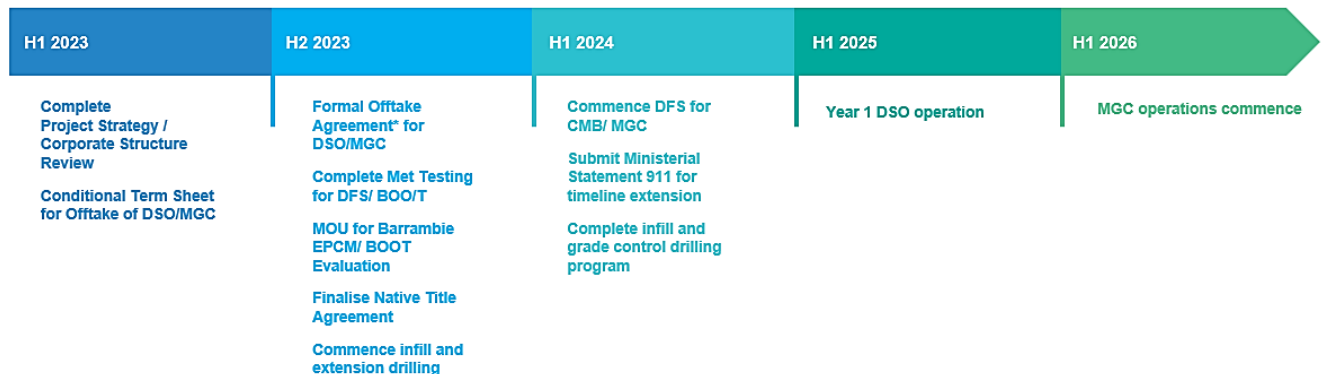 H1 2023
H2 2023
H1 2024
H1 2025
H1 2026
Complete
Project Strategy /
Corporate Structure
Review
Conditional Term Sheet
for Offtake of DSO/MGC
Formal Offtake
Agreement* for
DSO/MGC
Complete Met Testing
for DFS/ BOO/T
MOU for Barrambie
EPCM/ BOOT
Evaluation
Finalise Native Title
Agreement
Commence infill and
extension drilling
Commence DFS for
CMB/ MGC
Submit Ministerial
Statement 911 for
timeline extension
Complete infill and
grade control drilling
program
Year 1 DSO operation
MGC operations commence